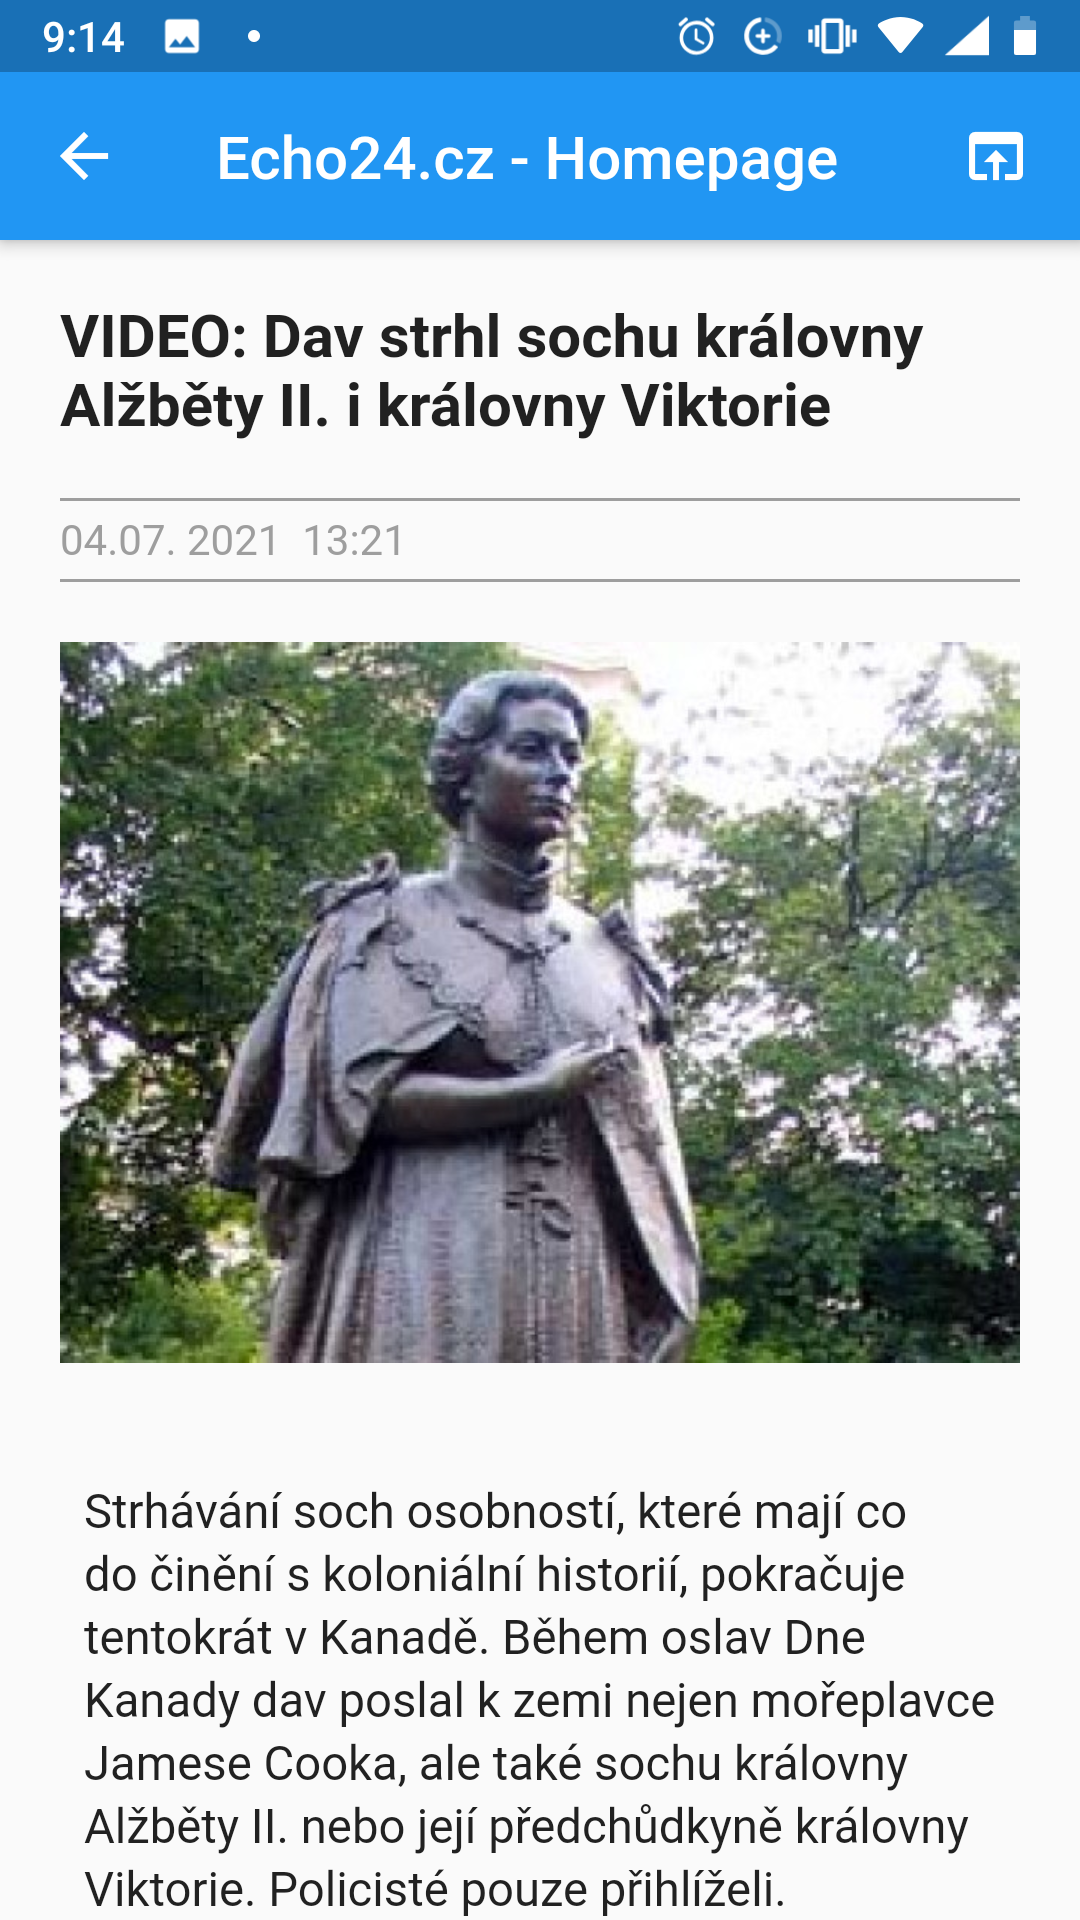 9:14
Echo24.cz - Homepage
VIDEO: Dav strhl sochu královny
Alžběty II. i královny Viktorie
04.07. 2021 13:21
Strhávání soch osobností, které mají co
do činění s koloniální historií, pokračuje
tentokrát v Kanadě. Během oslav Dne
Kanady dav poslal k zemi nejen mořeplavce
Jamese Cooka, ale také sochu královny
Alžběty II. nebo její předchůdkyně královny
Viktorie. Policisté pouze přihlíželi.